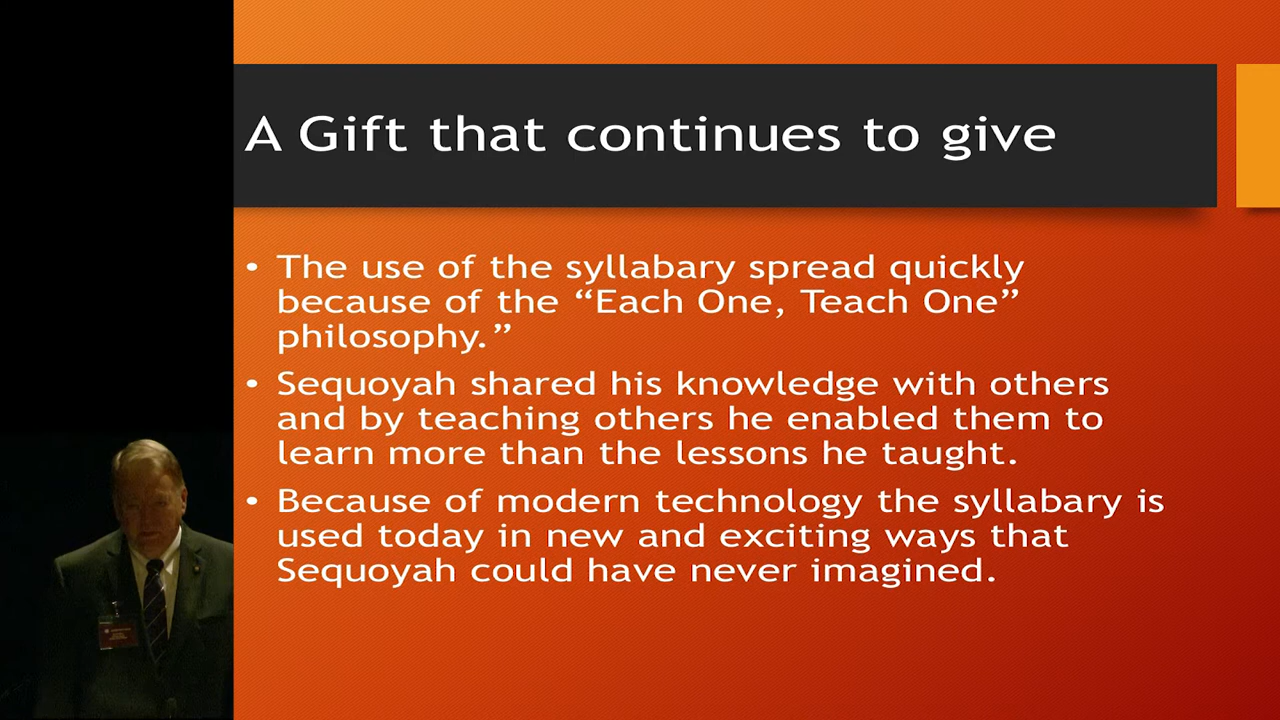 A Gift that continues to give
• The use of the syllabary spread quickly
because of the “Each One, Teach One”
philosophy.”
• Sequoyah shared his knowledge with others
and by teaching others he enabled them to
learn more than the lessons he taught.
• Because of modern technology the syllabary is
used today in new and exciting ways that
Sequoyah could have never imagined.